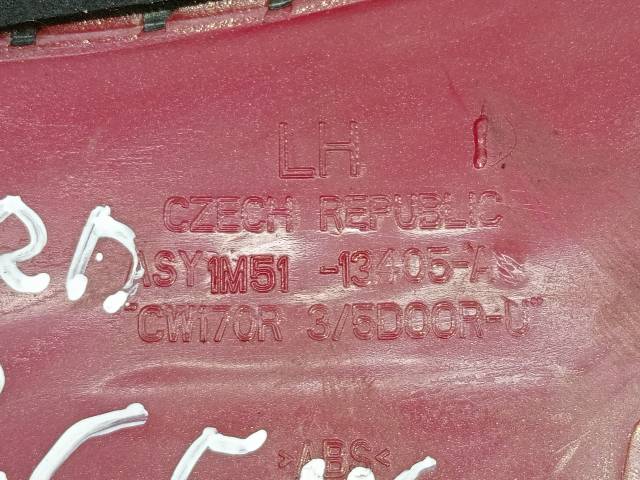 LH
CZECH REPUBLIC
ASY 1M51 -13405-A
"CW170R 3/5DOOR-U"
>ABS<